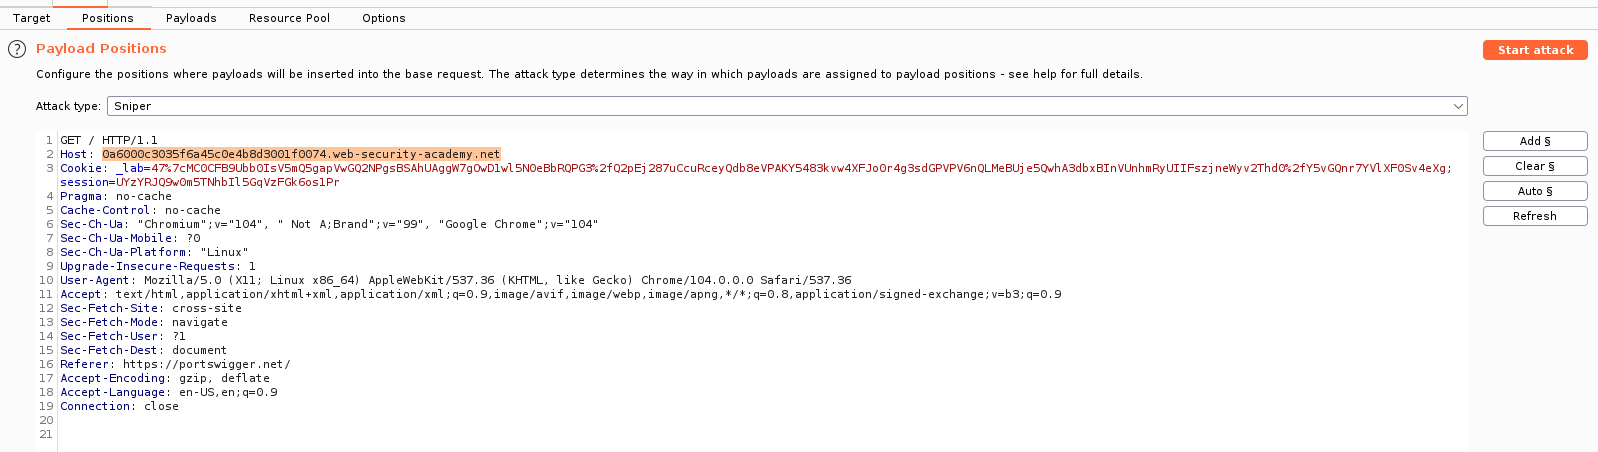 Target Positions Payloads Resource Pool Options
? Payload Positions
Start attack
Configure the positions where payloads will be inserted into the base request. The attack type determines the way in which payloads are assigned to payload positions - see help for full details.
Attack type: Sniper
1 GET / HTTP/1.1
2 Host: 0a6000c3035f6a45c0e4b8d3001f0074.web-security-academy.net
3 Cookie: _lab=47%7cMC0CFB9Ubb0IsV5mQ5gapVwGQ2NPgsBSAhUAggW7gOwD1wl5N0eBbRQPG3%2fQ2pEj287uCcuRceyQdb8eVPAKY5483kvw4XFJo0r4g3sdGPVPV6nQLMeBUje5QwhA3dbxBInVUnhmRyUIIFszjneWyv2Thd0%2fY5vGQnr7YVlXF0Sv4eXg;
session=UYzYRJQ9w0m5TNhbIl5GqVzFGk6os1Pr
4 Pragma: no-cache
5 Cache-Control: no-cache
6 Sec-Ch-Ua: "Chromium";v="104", " Not A;Brand";v="99", "Google Chrome";v="104"
7 Sec-Ch-Ua-Mobile: ?0
8 Sec-Ch-Ua-Platform: "Linux"
9 Upgrade-Insecure-Requests: 1
10 User-Agent: Mozilla/5.0 (X11; Linux x86_64) AppleWebKit/537.36 (KHTML, like Gecko) Chrome/104.0.0.0 Safari/537.36
11 Accept: text/html,application/xhtml+xml,application/xml;q=0.9,image/avif,image/webp,image/apng,*/*;q=0.8,application/signed-exchange;v=b3;q=0.9
12 Sec-Fetch-Site: cross-site
13 Sec-Fetch-Mode: navigate
14 Sec-Fetch-User: ?1
15 Sec-Fetch-Dest: document
16 Referer: https://portswigger.net/
17 Accept-Encoding: gzip, deflate
18 Accept-Language: en-US,en;q=0.9
19 Connection: close
20
21
Add §
Clear §
Auto §
Refresh